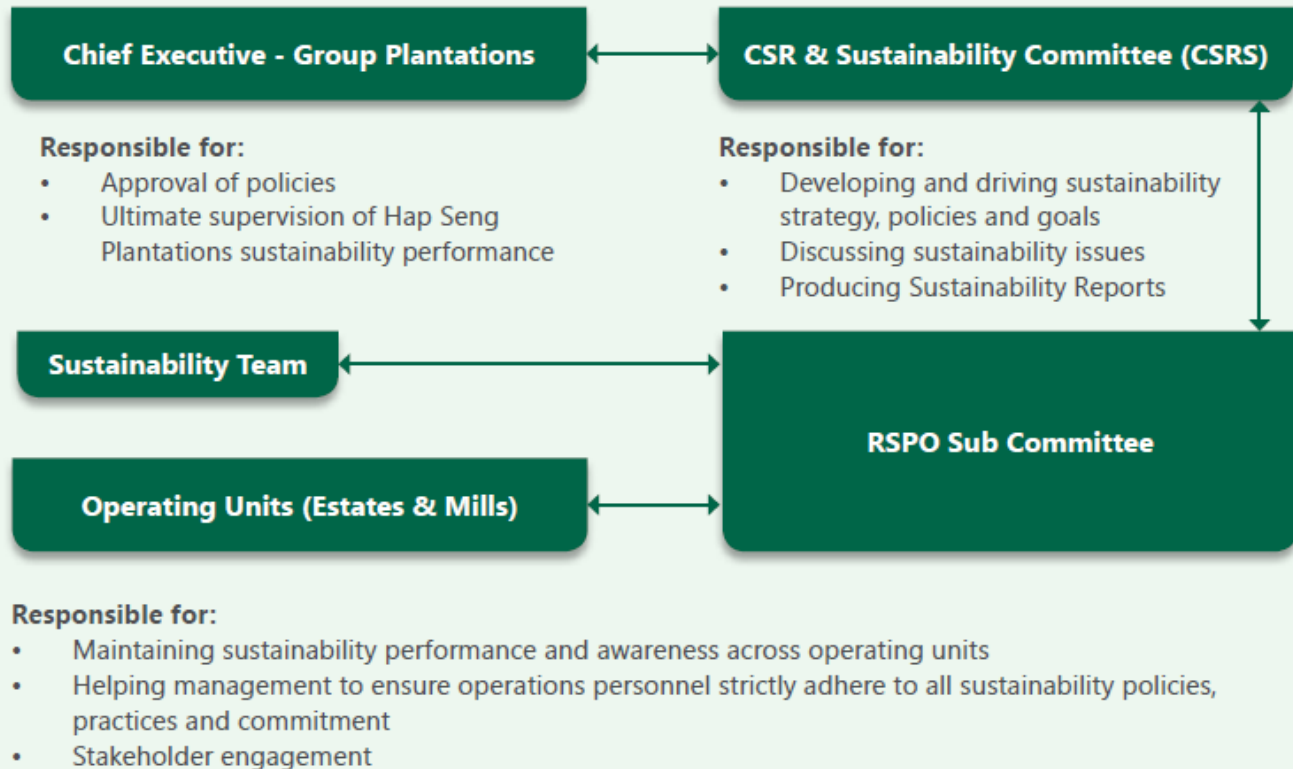 Chief Executive - Group Plantations
CSR & Sustainability Committee (CSRS)
Responsible for:
• Approval of policies
• Ultimate supervision of Hap Seng
Plantations sustainability performance
Responsible for:
• Developing and driving sustainability
strategy, policies and goals
• Discussing sustainability issues
• Producing Sustainability Reports
Sustainability Team
RSPO Sub Committee
Operating Units (Estates & Mills)
Responsible for:
• Maintaining sustainability performance and awareness across operating units
• Helping management to ensure operations personnel strictly adhere to all sustainability policies,
practices and commitment
• Stakeholder engagement